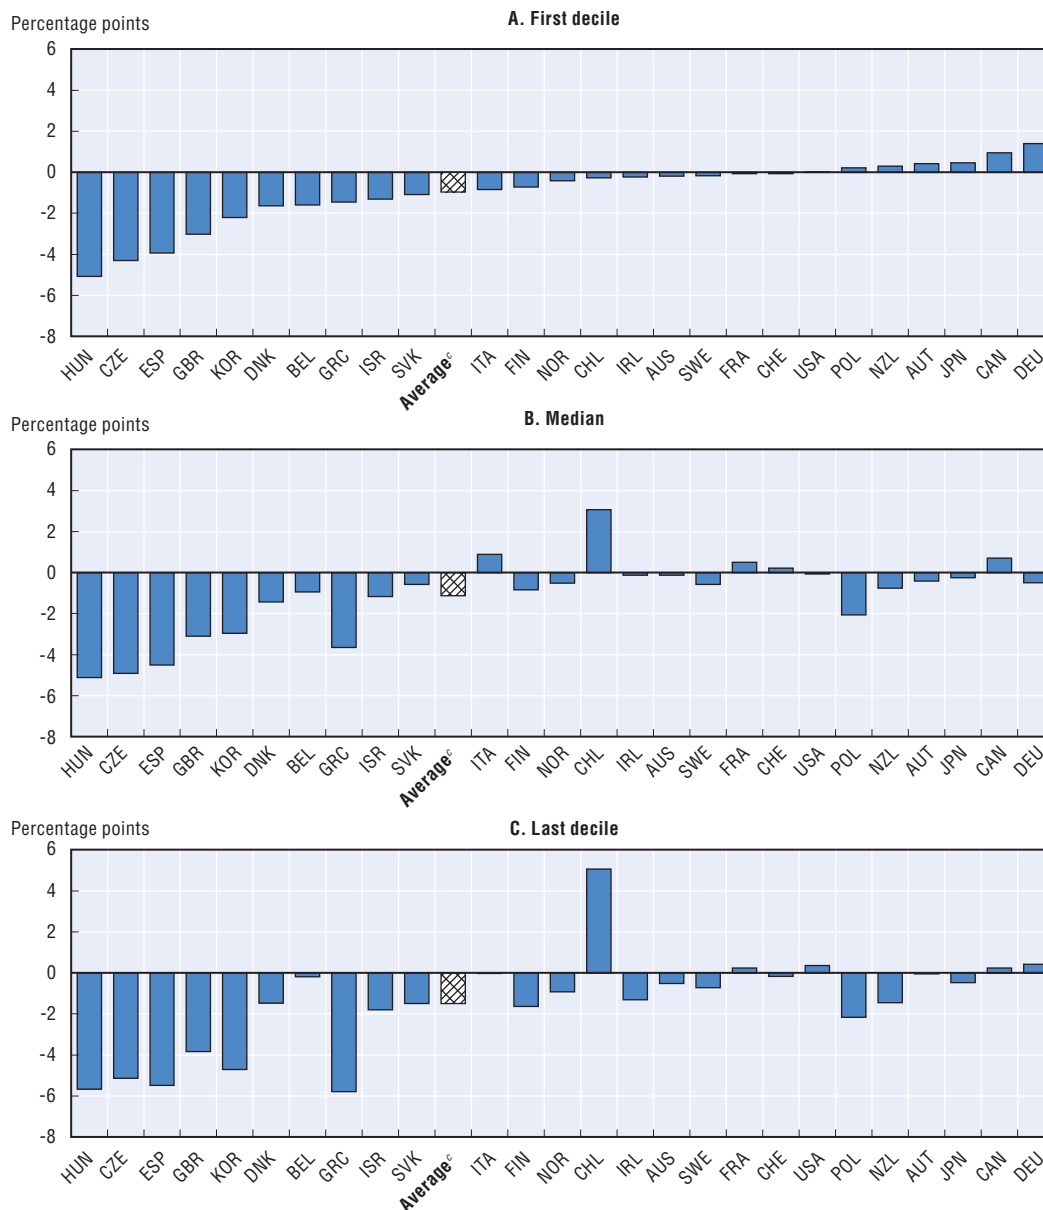 A. First decile
Percentage points
6
4
2
0
-2
-4
-6
-8
HUN CZE ESP GBR KOR DNK BEL GRC ISR SVK Averagec ITA FIN NOR CHL IRL AUS SWE FRA CHE USA POL NZL AUT JPN CAN DEU
B. Median
Percentage points
6
4
2
0
-2
-4
-6
-8
HUN CZE ESP GBR KOR DNK BEL GRC ISR SVK Averagec ITA FIN NOR CHL IRL AUS SWE FRA CHE USA POL NZL AUT JPN CAN DEU
C. Last decile
Percentage points
6
4
2
0
-2
-4
-6
-8
HUN CZE ESP GBR KOR DNK BEL GRC ISR SVK Averagec ITA FIN NOR CHL IRL AUS SWE FRA CHE USA POL NZL AUT JPN CAN DEU